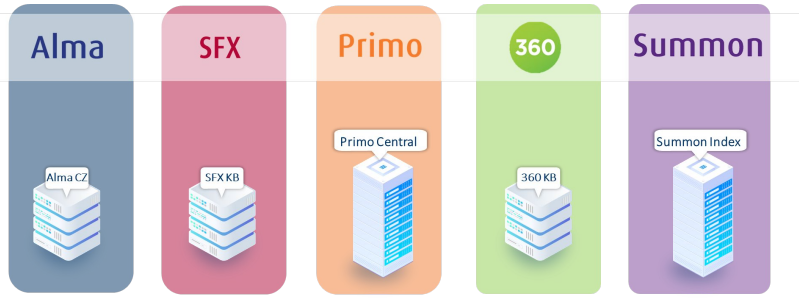 Alma
SFX
Primo
360
Summon
Alma CZ
SFX KB
Primo Central
360 KB
Summon Index